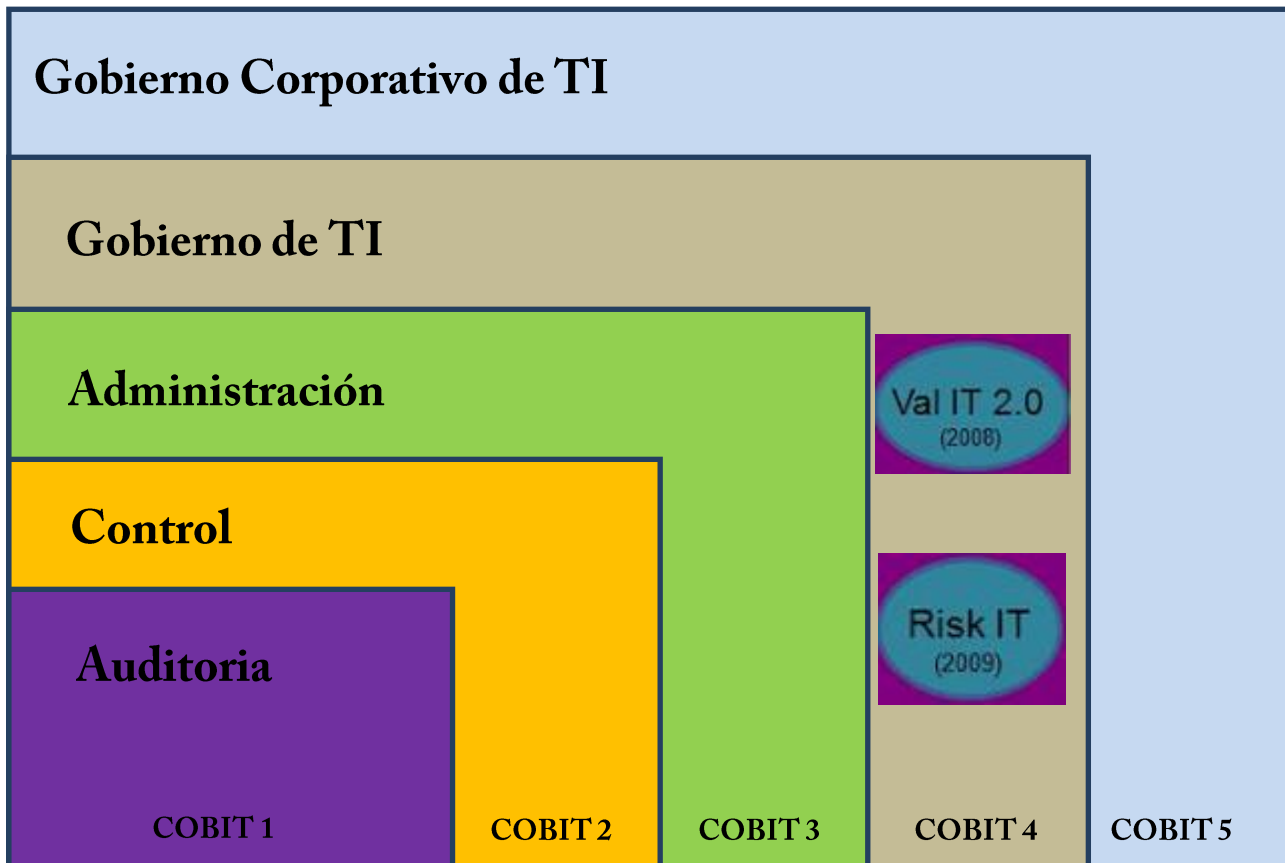 Gobierno Corporativo de TI
Gobierno de TI
Administración
Val IT 2.0
(2008)
Control
Risk IT
(2009)
Auditoria
COBIT 1
COBIT 2
COBIT 3
COBIT 4
COBIT 5